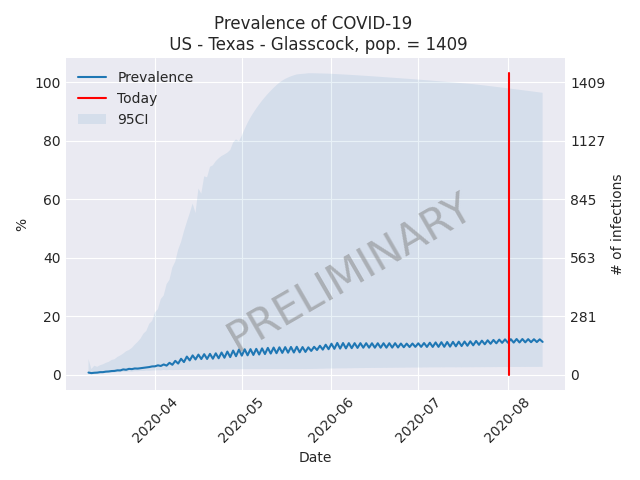 Prevalence of COVID-19
US - Texas - Glasscock, pop. = 1409
Prevalence
Today
95CI
100
80
60
40
20
0
%
1409
1127
845
563
281
0
# of infections
PRELIMINARY
2020-04
2020-05
2020-06
2020-07
2020-08
Date